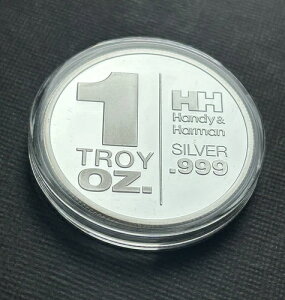 1
TROY
OZ.
HH
Handy &
Harman
SILVER
.999